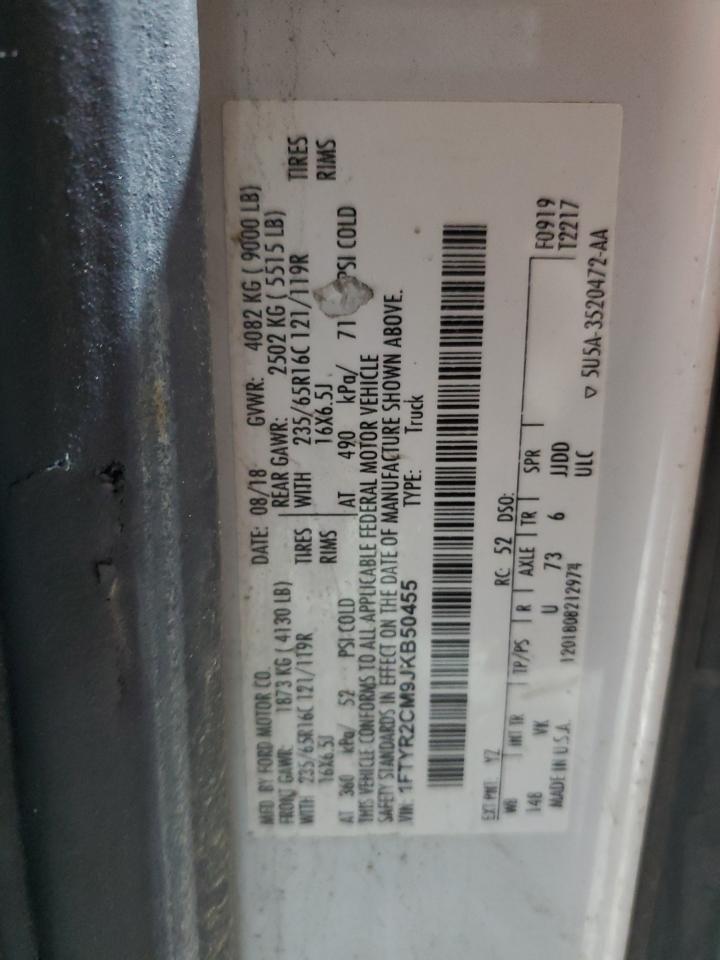 MFD. BY FORD MOTOR CO. DATE: 08/18 GVWR: 4082 KG ( 9000 LB)
FRONT GAWR: 1873 KG ( 4130 LB) REAR GAWR: 2502 KG ( 5515 LB)
WITH 235/65R16C 121/119R TIRES WITH 235/65R16C 121/119R TIRES
16X6.5J RIMS 16X6.5J RIMS
AT 360 kPa/ 52 PSI COLD AT 490 kPa/ 71 PSI COLD
THIS VEHICLE CONFORMS TO ALL APPLICABLE FEDERAL MOTOR VEHICLE
SAFETY STANDARDS IN EFFECT ON THE DATE OF MANUFACTURE SHOWN ABOVE.
VIN: 1FTYR2CM9JKB50455 TYPE: Truck
EXT PNT: YZ RC: 52 DSO:
WB INT TR TP/PS R AXLE TR SPR F0919
148 VK U 73 6 JJDD T2217
MADE IN U.S.A. 1201808212974 ULC ▽ 5U5A-3520472-AA